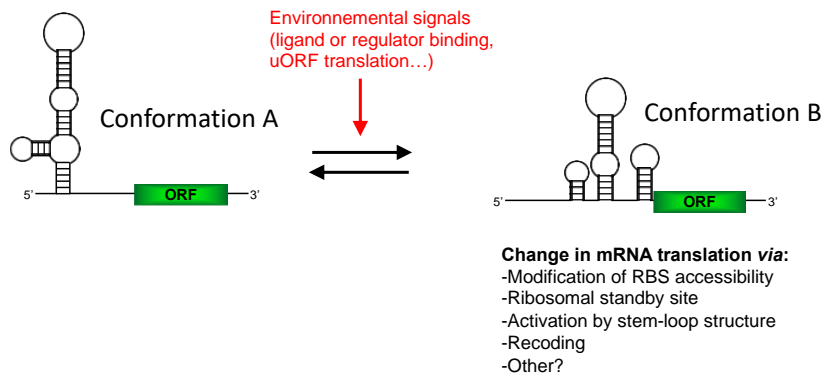 Environnemental signals
(ligand or regulator binding,
uORF translation…)
Conformation A
Conformation B
5’ ORF 3’
5’ ORF 3’
Change in mRNA translation via:
-Modification of RBS accessibility
-Ribosomal standby site
-Activation by stem-loop structure
-Recoding
-Other?